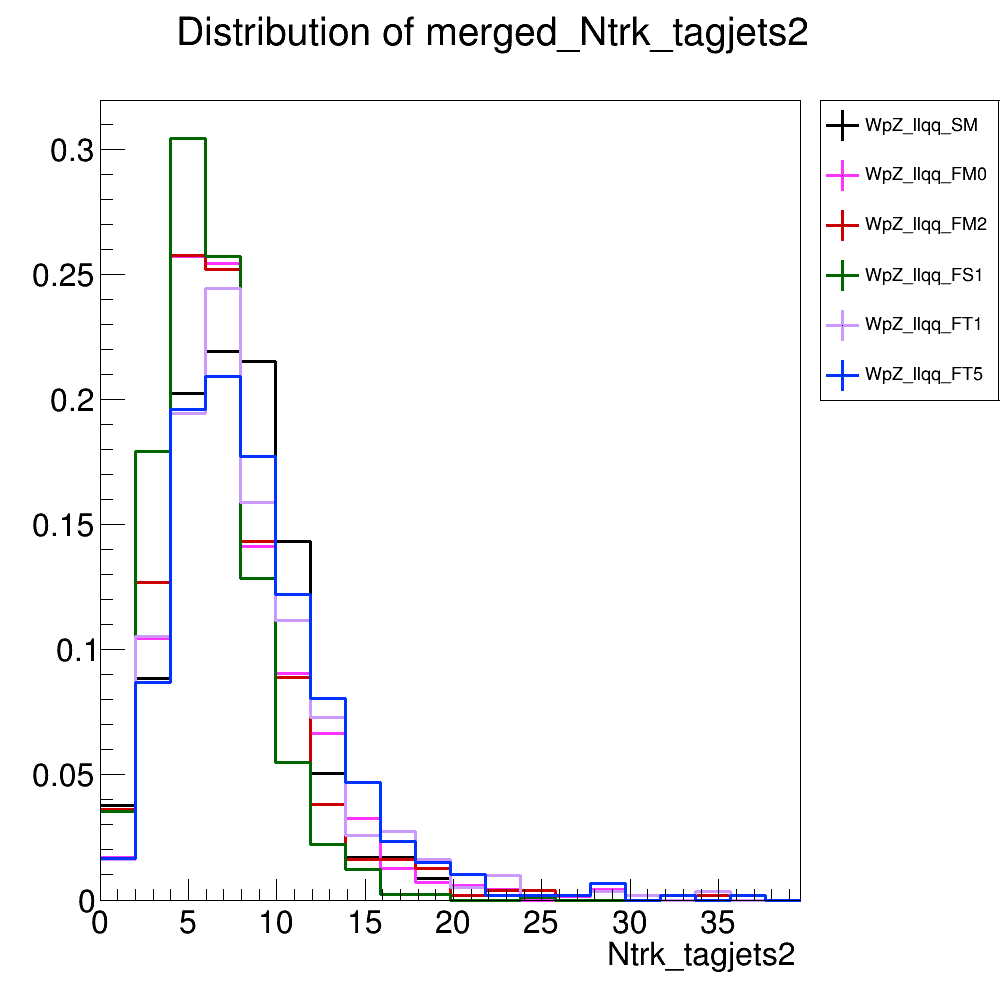 Distribution of merged_Ntrk_tagjets2
WpZ_llqq_SM
WpZ_llqq_FM0
WpZ_llqq_FM2
WpZ_llqq_FS1
WpZ_llqq_FT1
WpZ_llqq_FT5
0.3
0.25
0.2
0.15
0.1
0.05
0
0 5 10 15 20 25 30 35
Ntrk_tagjets2